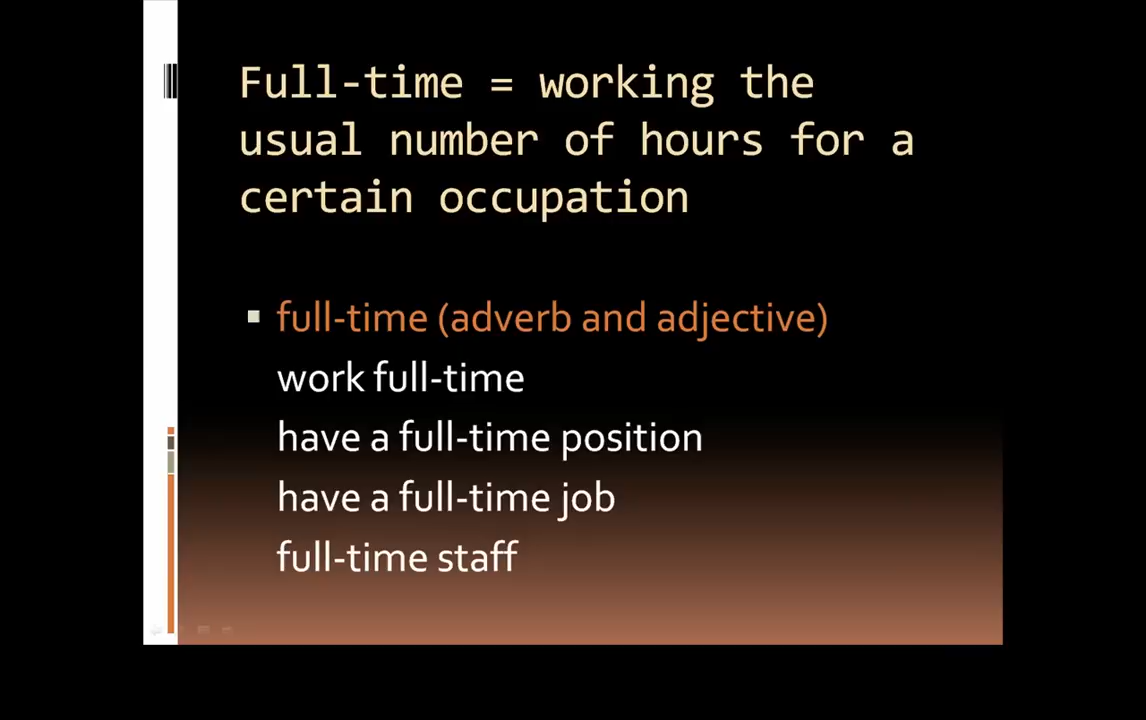 Full-time = working the
usual number of hours for a
certain occupation
full-time (adverb and adjective)
work full-time
have a full-time position
have a full-time job
full-time staff